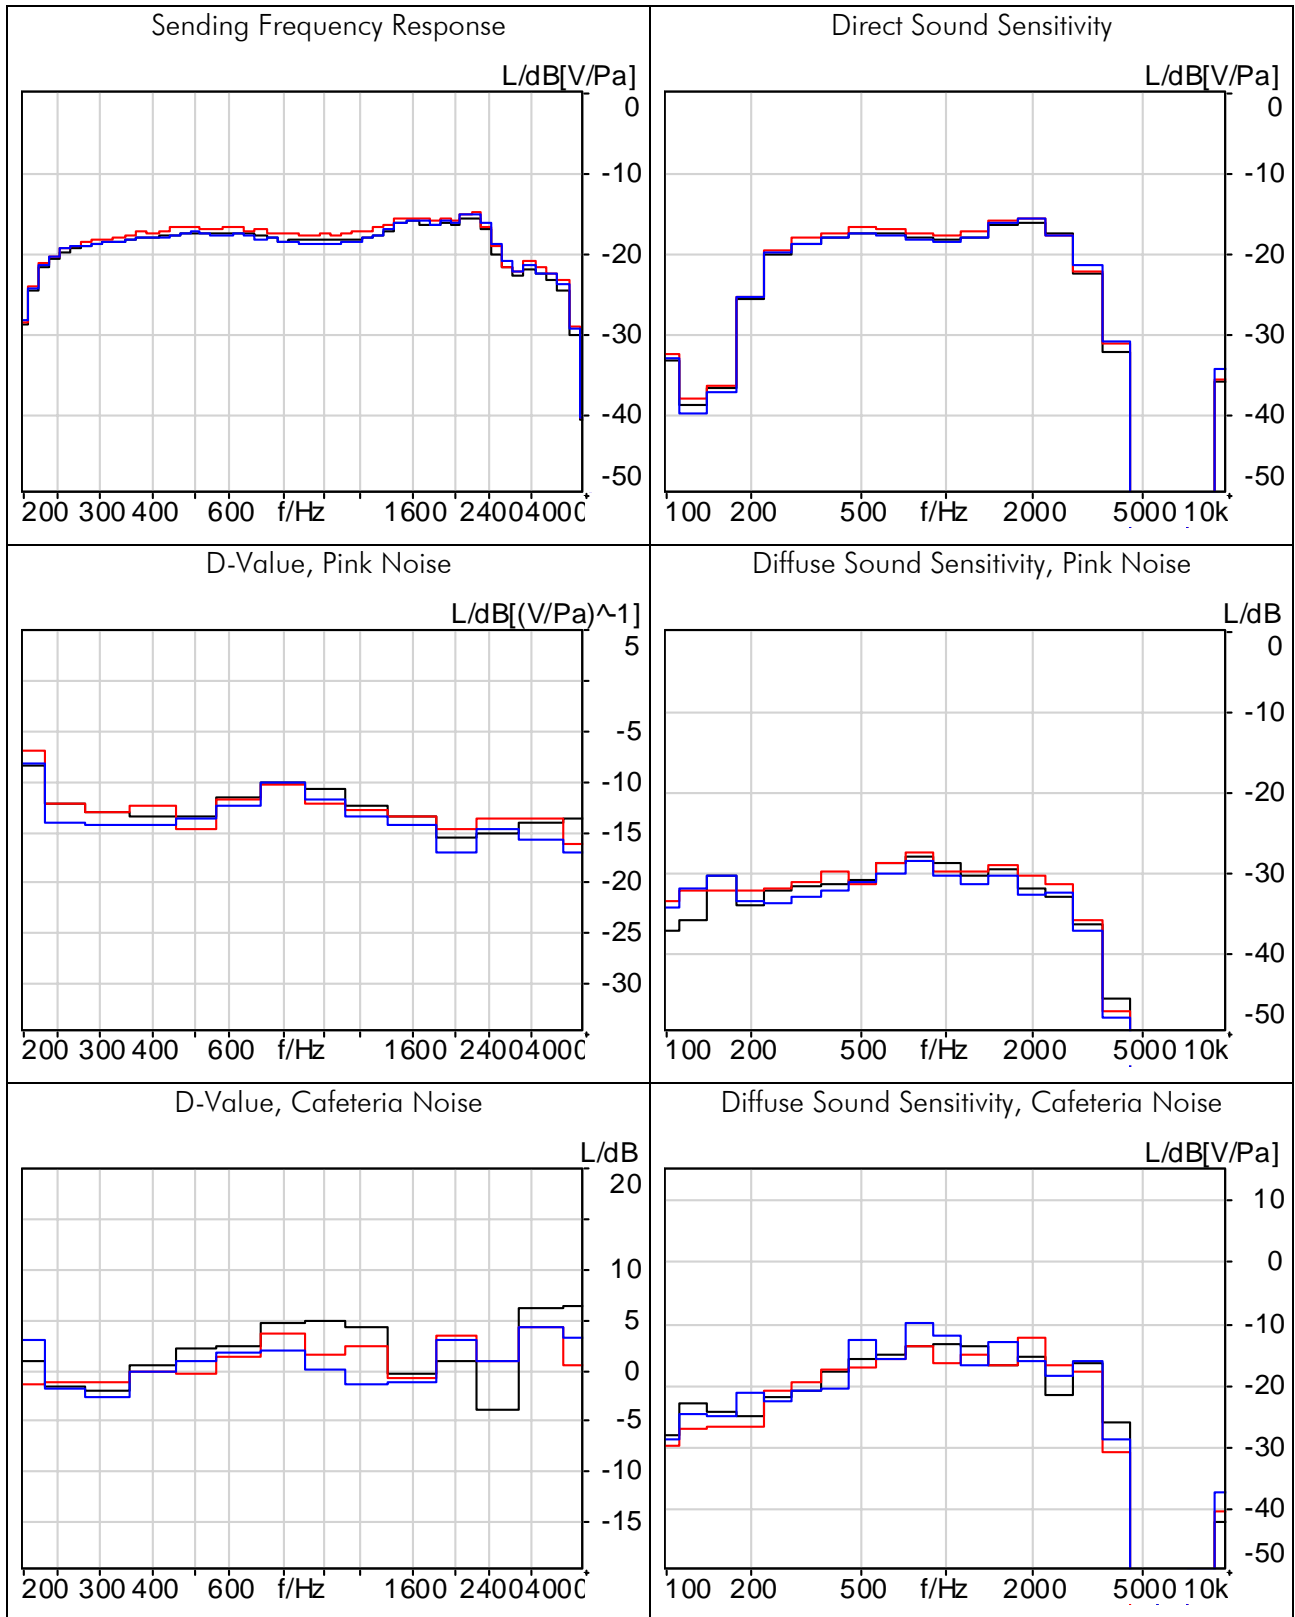 Sending Frequency Response
L/dB[V/Pa]
0
-10
-20
-30
-40
-50
200 300 400 600 f/Hz 1600 2400 4000
Direct Sound Sensitivity
L/dB[V/Pa]
0
-10
-20
-30
-40
-50
100 200 500 f/Hz 2000 5000 10k
D-Value, Pink Noise
L/dB[(V/Pa)^-1]
5
-5
-10
-15
-20
-25
-30
200 300 400 600 f/Hz 1600 2400 4000
Diffuse Sound Sensitivity, Pink Noise
L/dB
0
-10
-20
-30
-40
-50
100 200 500 f/Hz 2000 5000 10k
D-Value, Cafeteria Noise
L/dB
20
10
5
0
-5
-10
-15
200 300 400 600 f/Hz 1600 2400 4000
Diffuse Sound Sensitivity, Cafeteria Noise
L/dB[V/Pa]
10
0
-10
-20
-30
-40
-50
100 200 500 f/Hz 2000 5000 10k